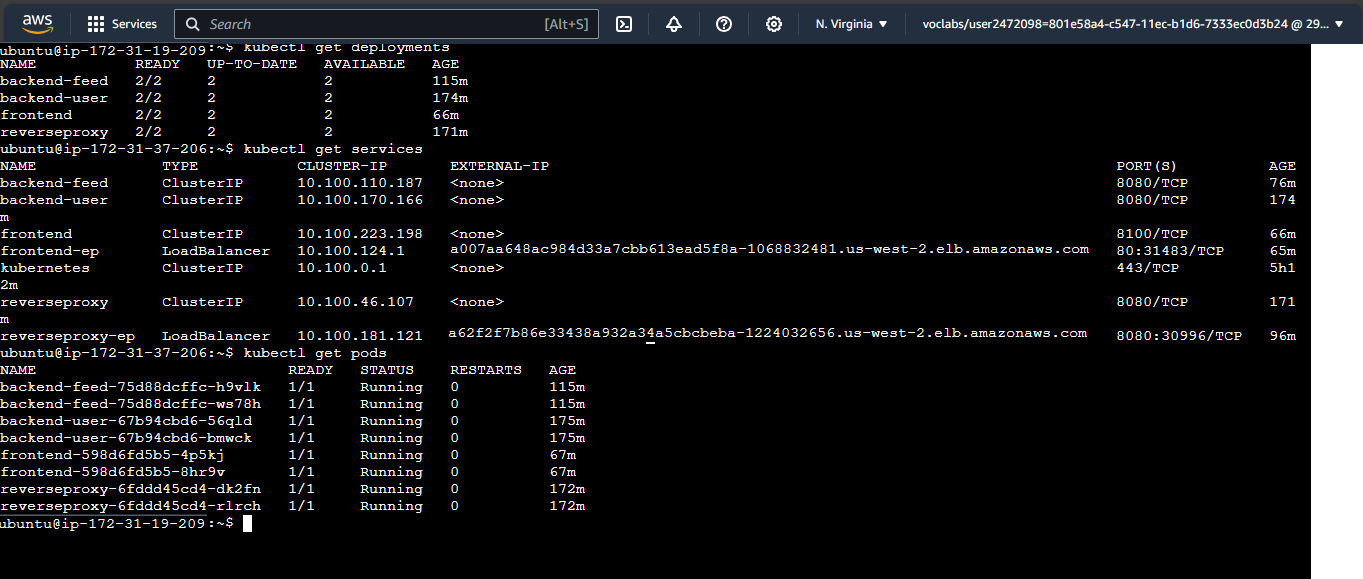 aws Services Search [Alt+S] N. Virginia voclabs/user2472098=801e58a4-c547-11ec-b1d6-7333ec0d3b24 @ 29...
ubuntu@ip-172-31-19-209:~$ kubectl get deployments
NAME READY UP-TO-DATE AVAILABLE AGE
backend-feed 2/2 2 2 115m
backend-user 2/2 2 2 174m
frontend 2/2 2 2 66m
reverseproxy 2/2 2 2 171m
ubuntu@ip-172-31-37-206:~$ kubectl get services
NAME TYPE CLUSTER-IP EXTERNAL-IP PORT(S) AGE
backend-feed ClusterIP 10.100.110.187 <none> 8080/TCP 76m
backend-user ClusterIP 10.100.170.166 <none> 8080/TCP 174
m
frontend ClusterIP 10.100.223.198 <none> 8100/TCP 66m
frontend-ep LoadBalancer 10.100.124.1 a007aa648ac984d33a7cbb613ead5f8a-1068832481.us-west-2.elb.amazonaws.com 80:31483/TCP 65m
kubernetes ClusterIP 10.100.0.1 <none> 443/TCP 5h1
2m
reverseproxy ClusterIP 10.100.46.107 <none> 8080/TCP 171
m
reverseproxy-ep LoadBalancer 10.100.181.121 a62f2f7b86e33438a932a34a5cbcbeba-1224032656.us-west-2.elb.amazonaws.com 8080:30996/TCP 96m
ubuntu@ip-172-31-37-206:~$ kubectl get pods
NAME READY STATUS RESTARTS AGE
backend-feed-75d88dcffc-h9vlk 1/1 Running 0 115m
backend-feed-75d88dcffc-ws78h 1/1 Running 0 115m
backend-user-67b94cbd6-56qld 1/1 Running 0 175m
backend-user-67b94cbd6-bmwck 1/1 Running 0 175m
frontend-598d6fd5b5-4p5kj 1/1 Running 0 67m
frontend-598d6fd5b5-8hr9v 1/1 Running 0 67m
reverseproxy-6fddd45cd4-dk2fn 1/1 Running 0 172m
reverseproxy-6fddd45cd4-rlrch 1/1 Running 0 172m
ubuntu@ip-172-31-19-209:~$